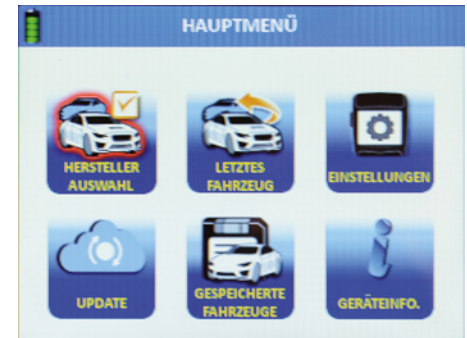 HAUPTMENÜ
HERSTELLER
AUSWAHL
LETZTES
FAHRZEUG
EINSTELLUNGEN
UPDATE
GESPEICHERTE
FAHRZEUGE
GERÄTEINFO.